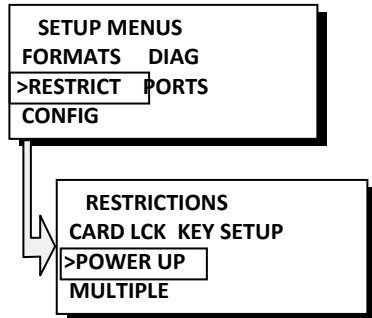 SETUP MENUS
FORMATS DIAG
>RESTRICT PORTS
CONFIG
RESTRICTIONS
CARD LCK KEY SETUP
>POWER UP
MULTIPLE